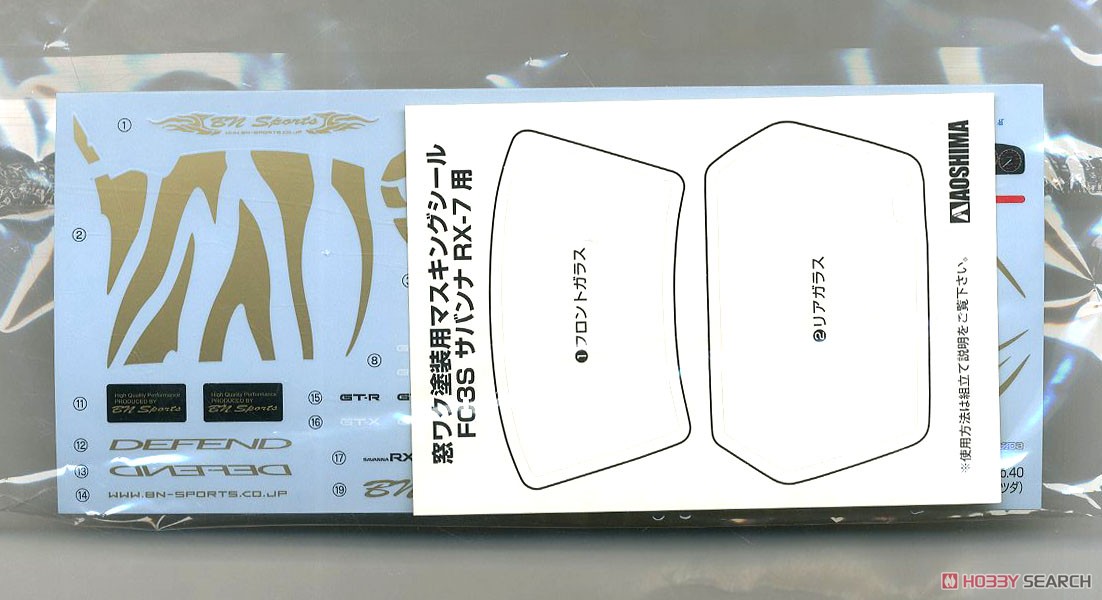 ①
BN Sports
WWW.BN-SPORTS.CO.JP
②
⑧
⑪
High Quality Performance
PRODUCED BY
BN Sports
High Quality Performance
PRODUCED BY
BN Sports
⑫
DEFEND
⑬
DEFEND
⑭
WWW.BN-SPORTS.CO.JP
⑮
GT-R
⑯
GT-X
⑰
SAVANNA RX
⑲
BN
窓ワク塗装用マスキングシール
FC3S サバンナ RX-7 用
❶フロントガラス
❷リアガラス
AOSHIMA
※使用方法は組立て説明をご覧下さい。
o.40
ツダ)
HOBBY SEARCH